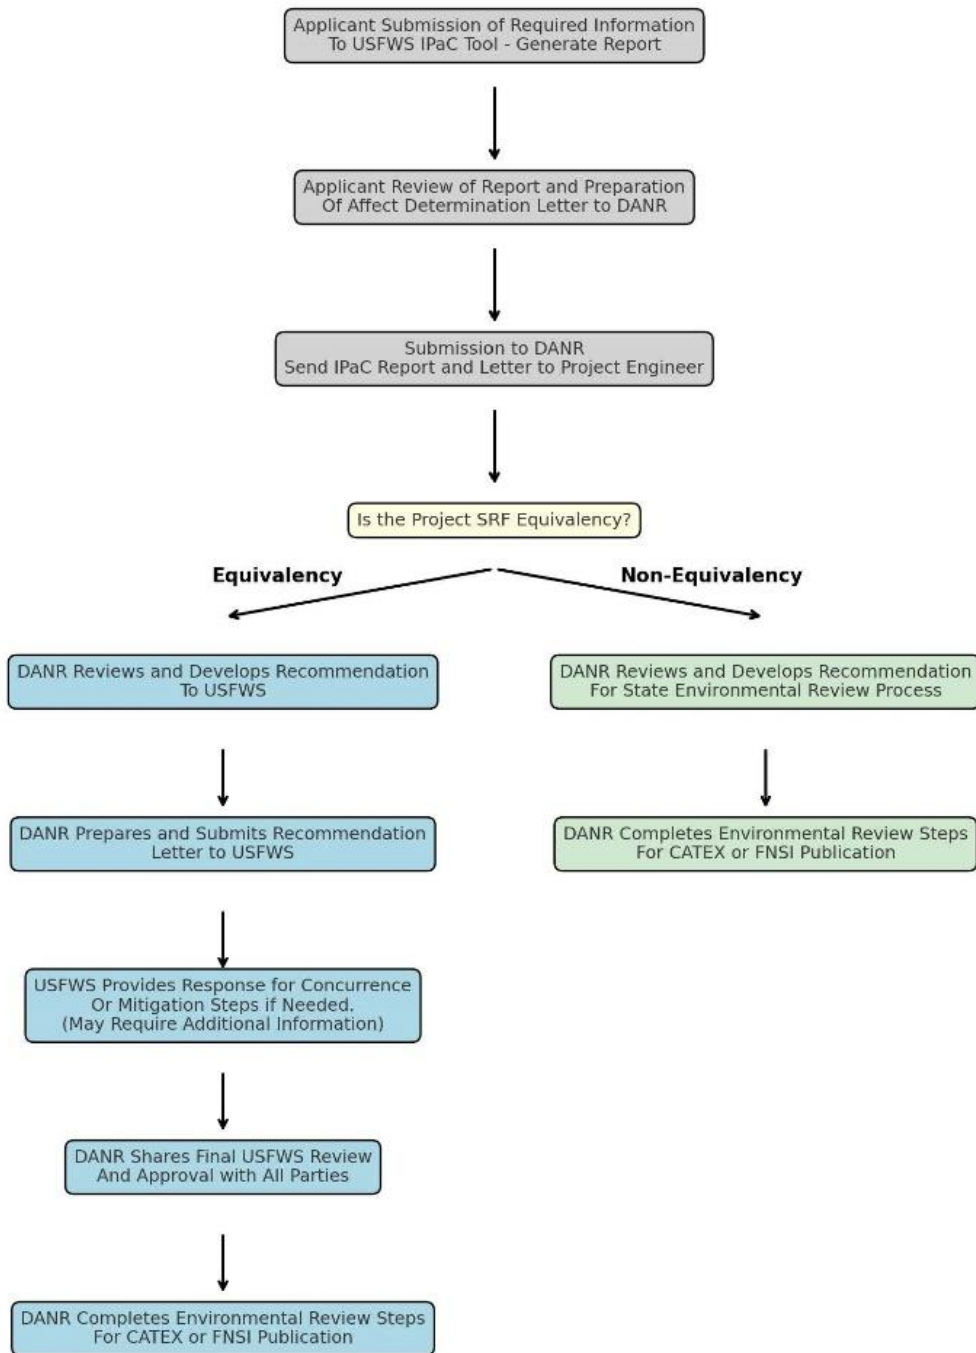 Applicant Submission of Required Information
To USFWS IPaC Tool - Generate Report
Applicant Review of Report and Preparation
Of Affect Determination Letter to DANR
Submission to DANR
Send IPaC Report and Letter to Project Engineer
Is the Project SRF Equivalency?
Equivalency
Non-Equivalency
DANR Reviews and Develops Recommendation
To USFWS
DANR Reviews and Develops Recommendation
For State Environmental Review Process
DANR Prepares and Submits Recommendation
Letter to USFWS
DANR Completes Environmental Review Steps
For CATEX or FNSI Publication
USFWS Provides Response for Concurrence
Or Mitigation Steps if Needed.
(May Require Additional Information)
DANR Shares Final USFWS Review
And Approval with All Parties
DANR Completes Environmental Review Steps
For CATEX or FNSI Publication